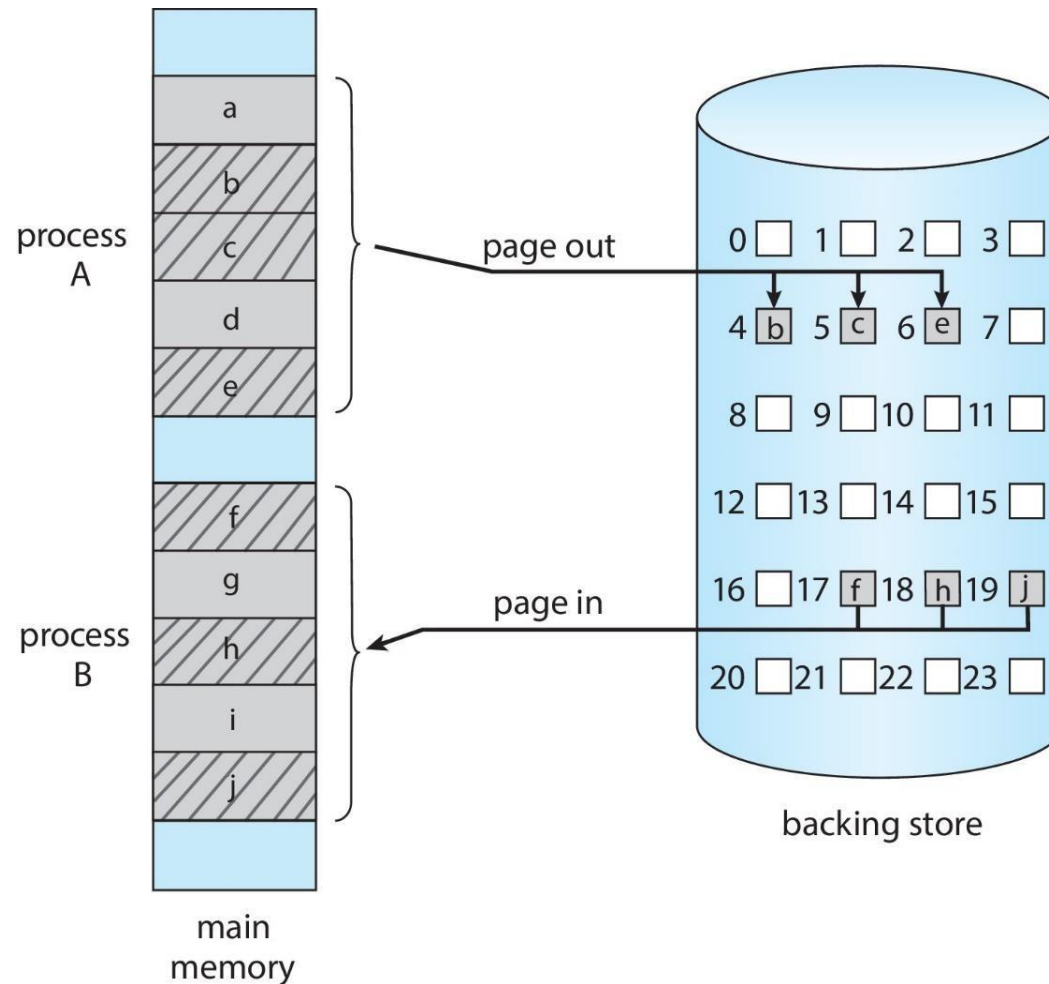 a
b
c
d
e
process
A
f
g
h
i
j
process
B
main
memory
page out
page in
0 1 2 3
4 b 5 c 6 e 7
8 9 10 11
12 13 14 15
16 17 f 18 h 19 j
20 21 22 23
backing store